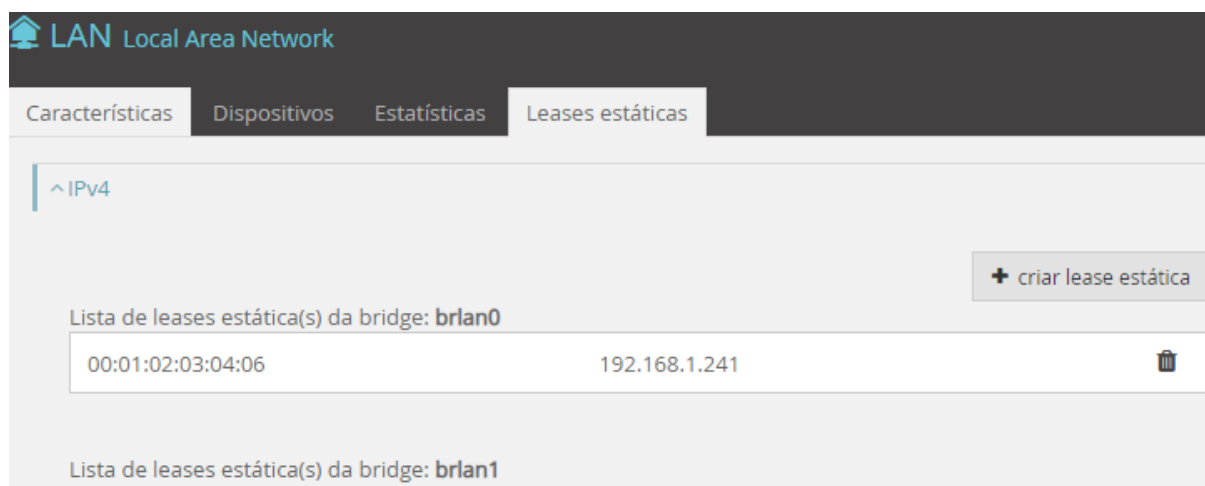 LAN Local Area Network
Características Dispositivos Estatísticas Leases estáticas
IPv4
+ criar lease estática
Lista de leases estática(s) da bridge: brlan0
00:01:02:03:04:06 192.168.1.241
Lista de leases estática(s) da bridge: brlan1